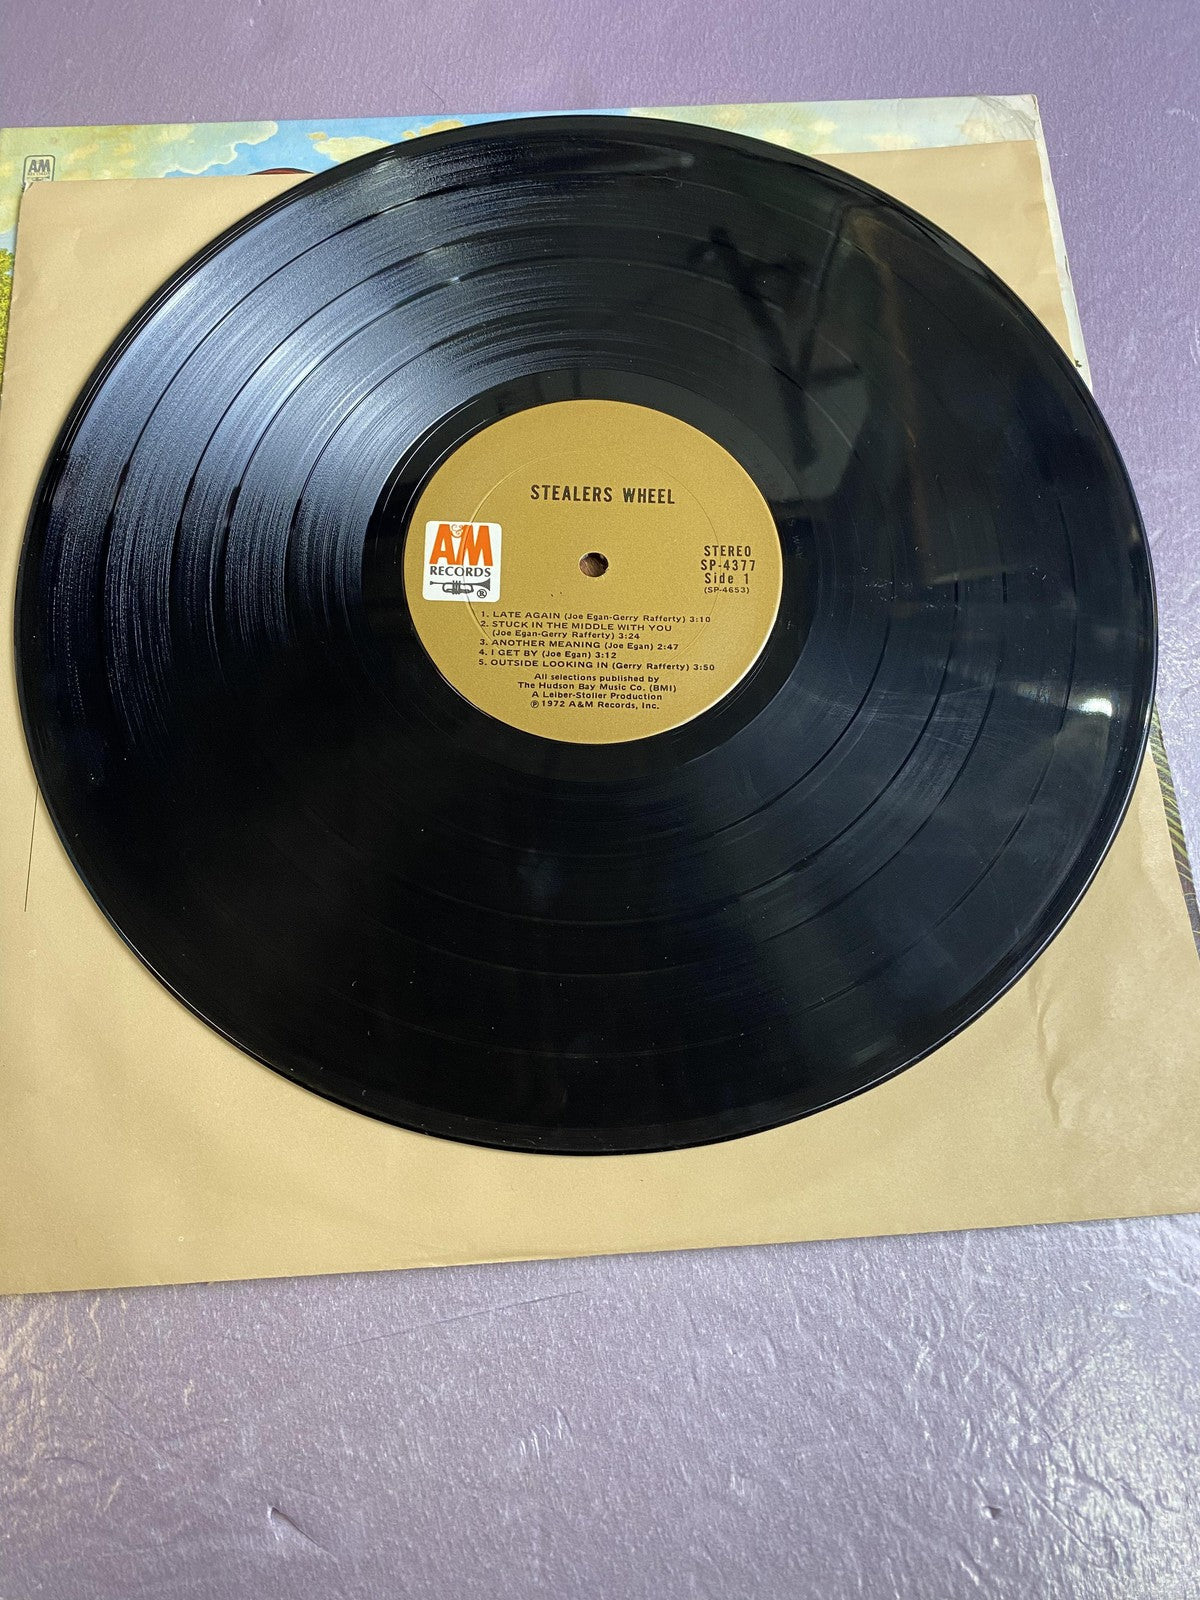 A&M
RECORDS
STEALERS WHEEL
A&M
RECORDS
®
STEREO
SP-4377
Side 1
(SP-4653)
1. LATE AGAIN (Joe Egan-Gerry Rafferty) 3:10
2. STUCK IN THE MIDDLE WITH YOU
(Joe Egan-Gerry Rafferty) 3:24
3. ANOTHER MEANING (Joe Egan) 2:47
4. I GET BY (Joe Egan) 3:12
5. OUTSIDE LOOKING IN (Gerry Rafferty) 3:50
All selections published by
The Hudson Bay Music Co. (BMI)
A Leiber-Stoller Production
℗ 1972 A&M Records, Inc.